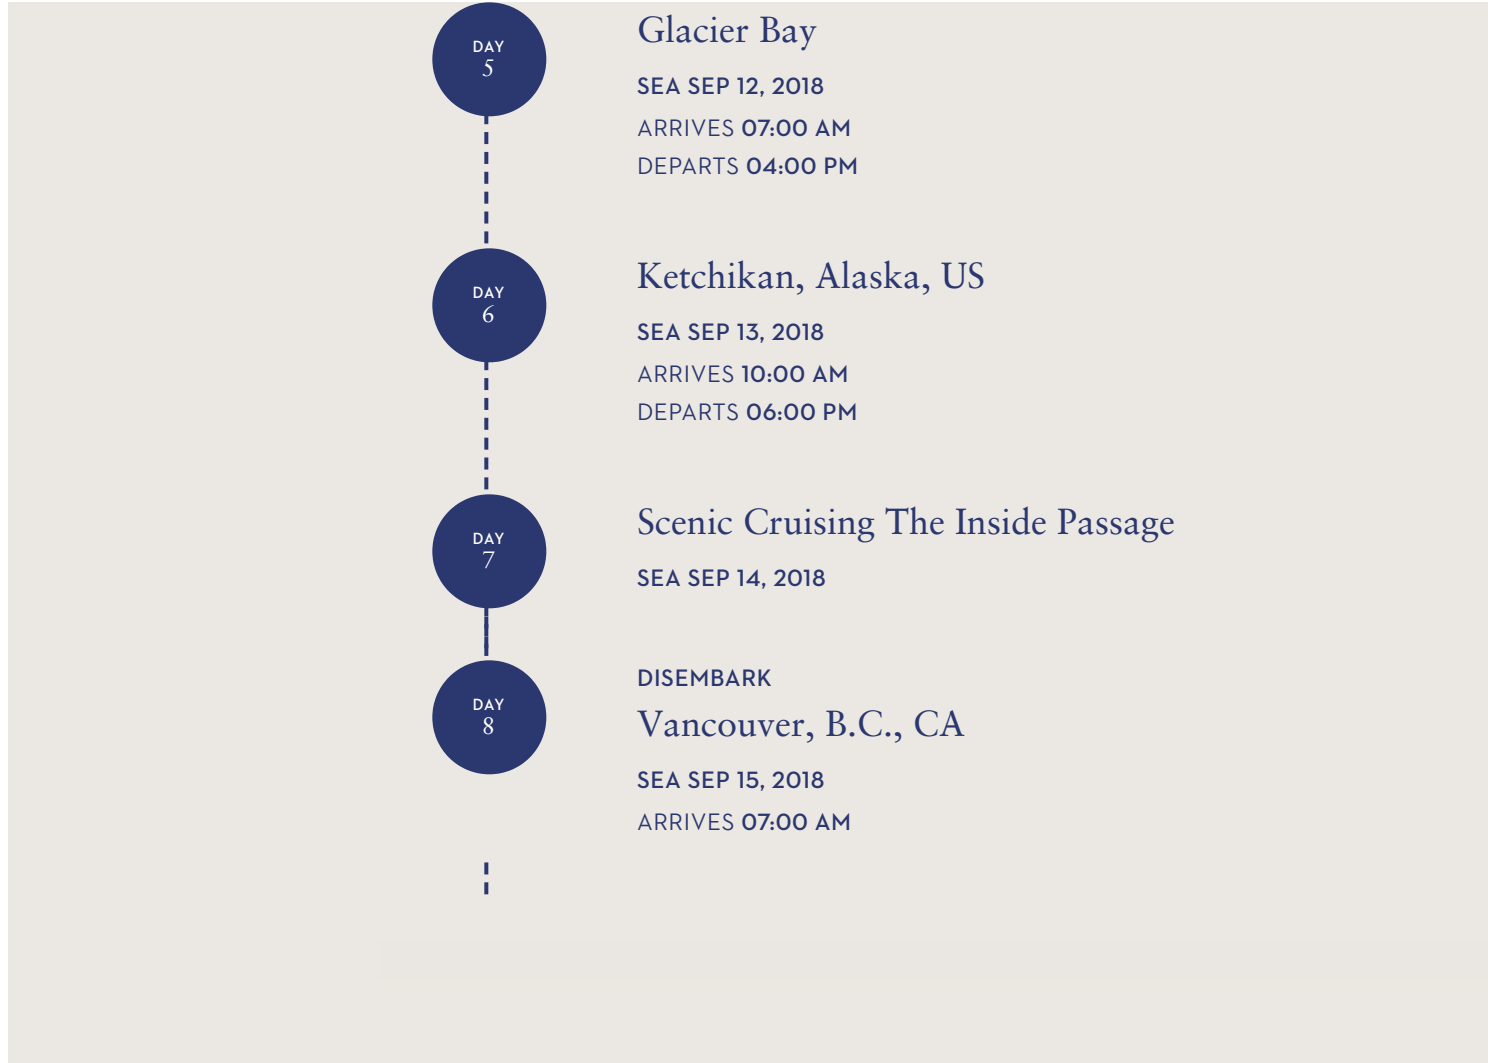 DAY
5
Glacier Bay
SEA SEP 12, 2018
ARRIVES 07:00 AM
DEPARTS 04:00 PM
DAY
6
Ketchikan, Alaska, US
SEA SEP 13, 2018
ARRIVES 10:00 AM
DEPARTS 06:00 PM
DAY
7
Scenic Cruising The Inside Passage
SEA SEP 14, 2018
DAY
8
DISEMBARK
Vancouver, B.C., CA
SEA SEP 15, 2018
ARRIVES 07:00 AM